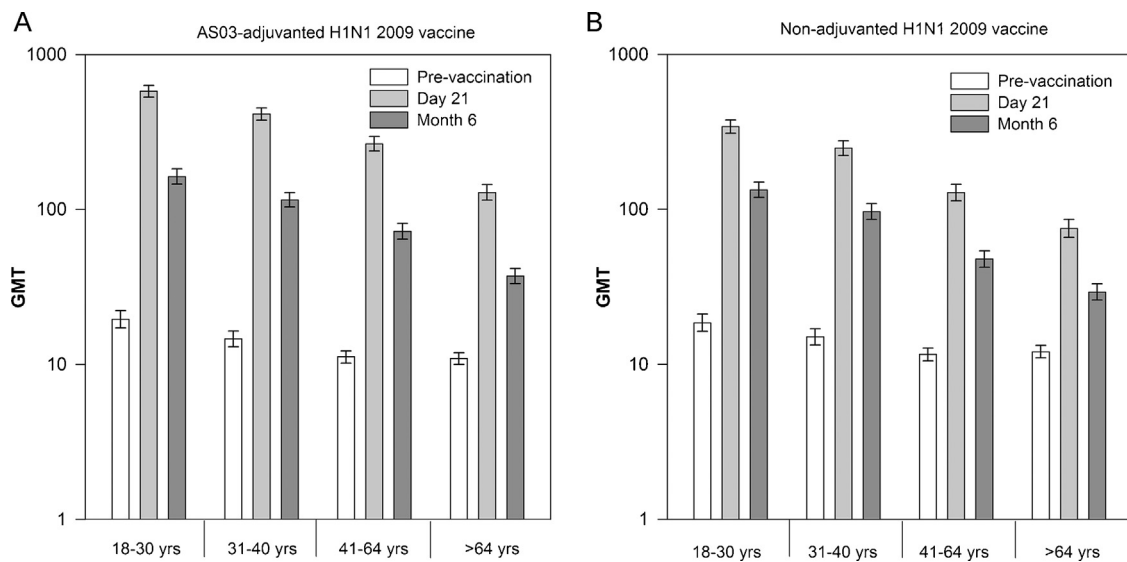 A
AS03-adjuvanted H1N1 2009 vaccine
1000
100
10
1
GMT
Pre-vaccination
Day 21
Month 6
18-30 yrs
31-40 yrs
41-64 yrs
>64 yrs
B
Non-adjuvanted H1N1 2009 vaccine
1000
100
10
1
GMT
Pre-vaccination
Day 21
Month 6
18-30 yrs
31-40 yrs
41-64 yrs
>64 yrs